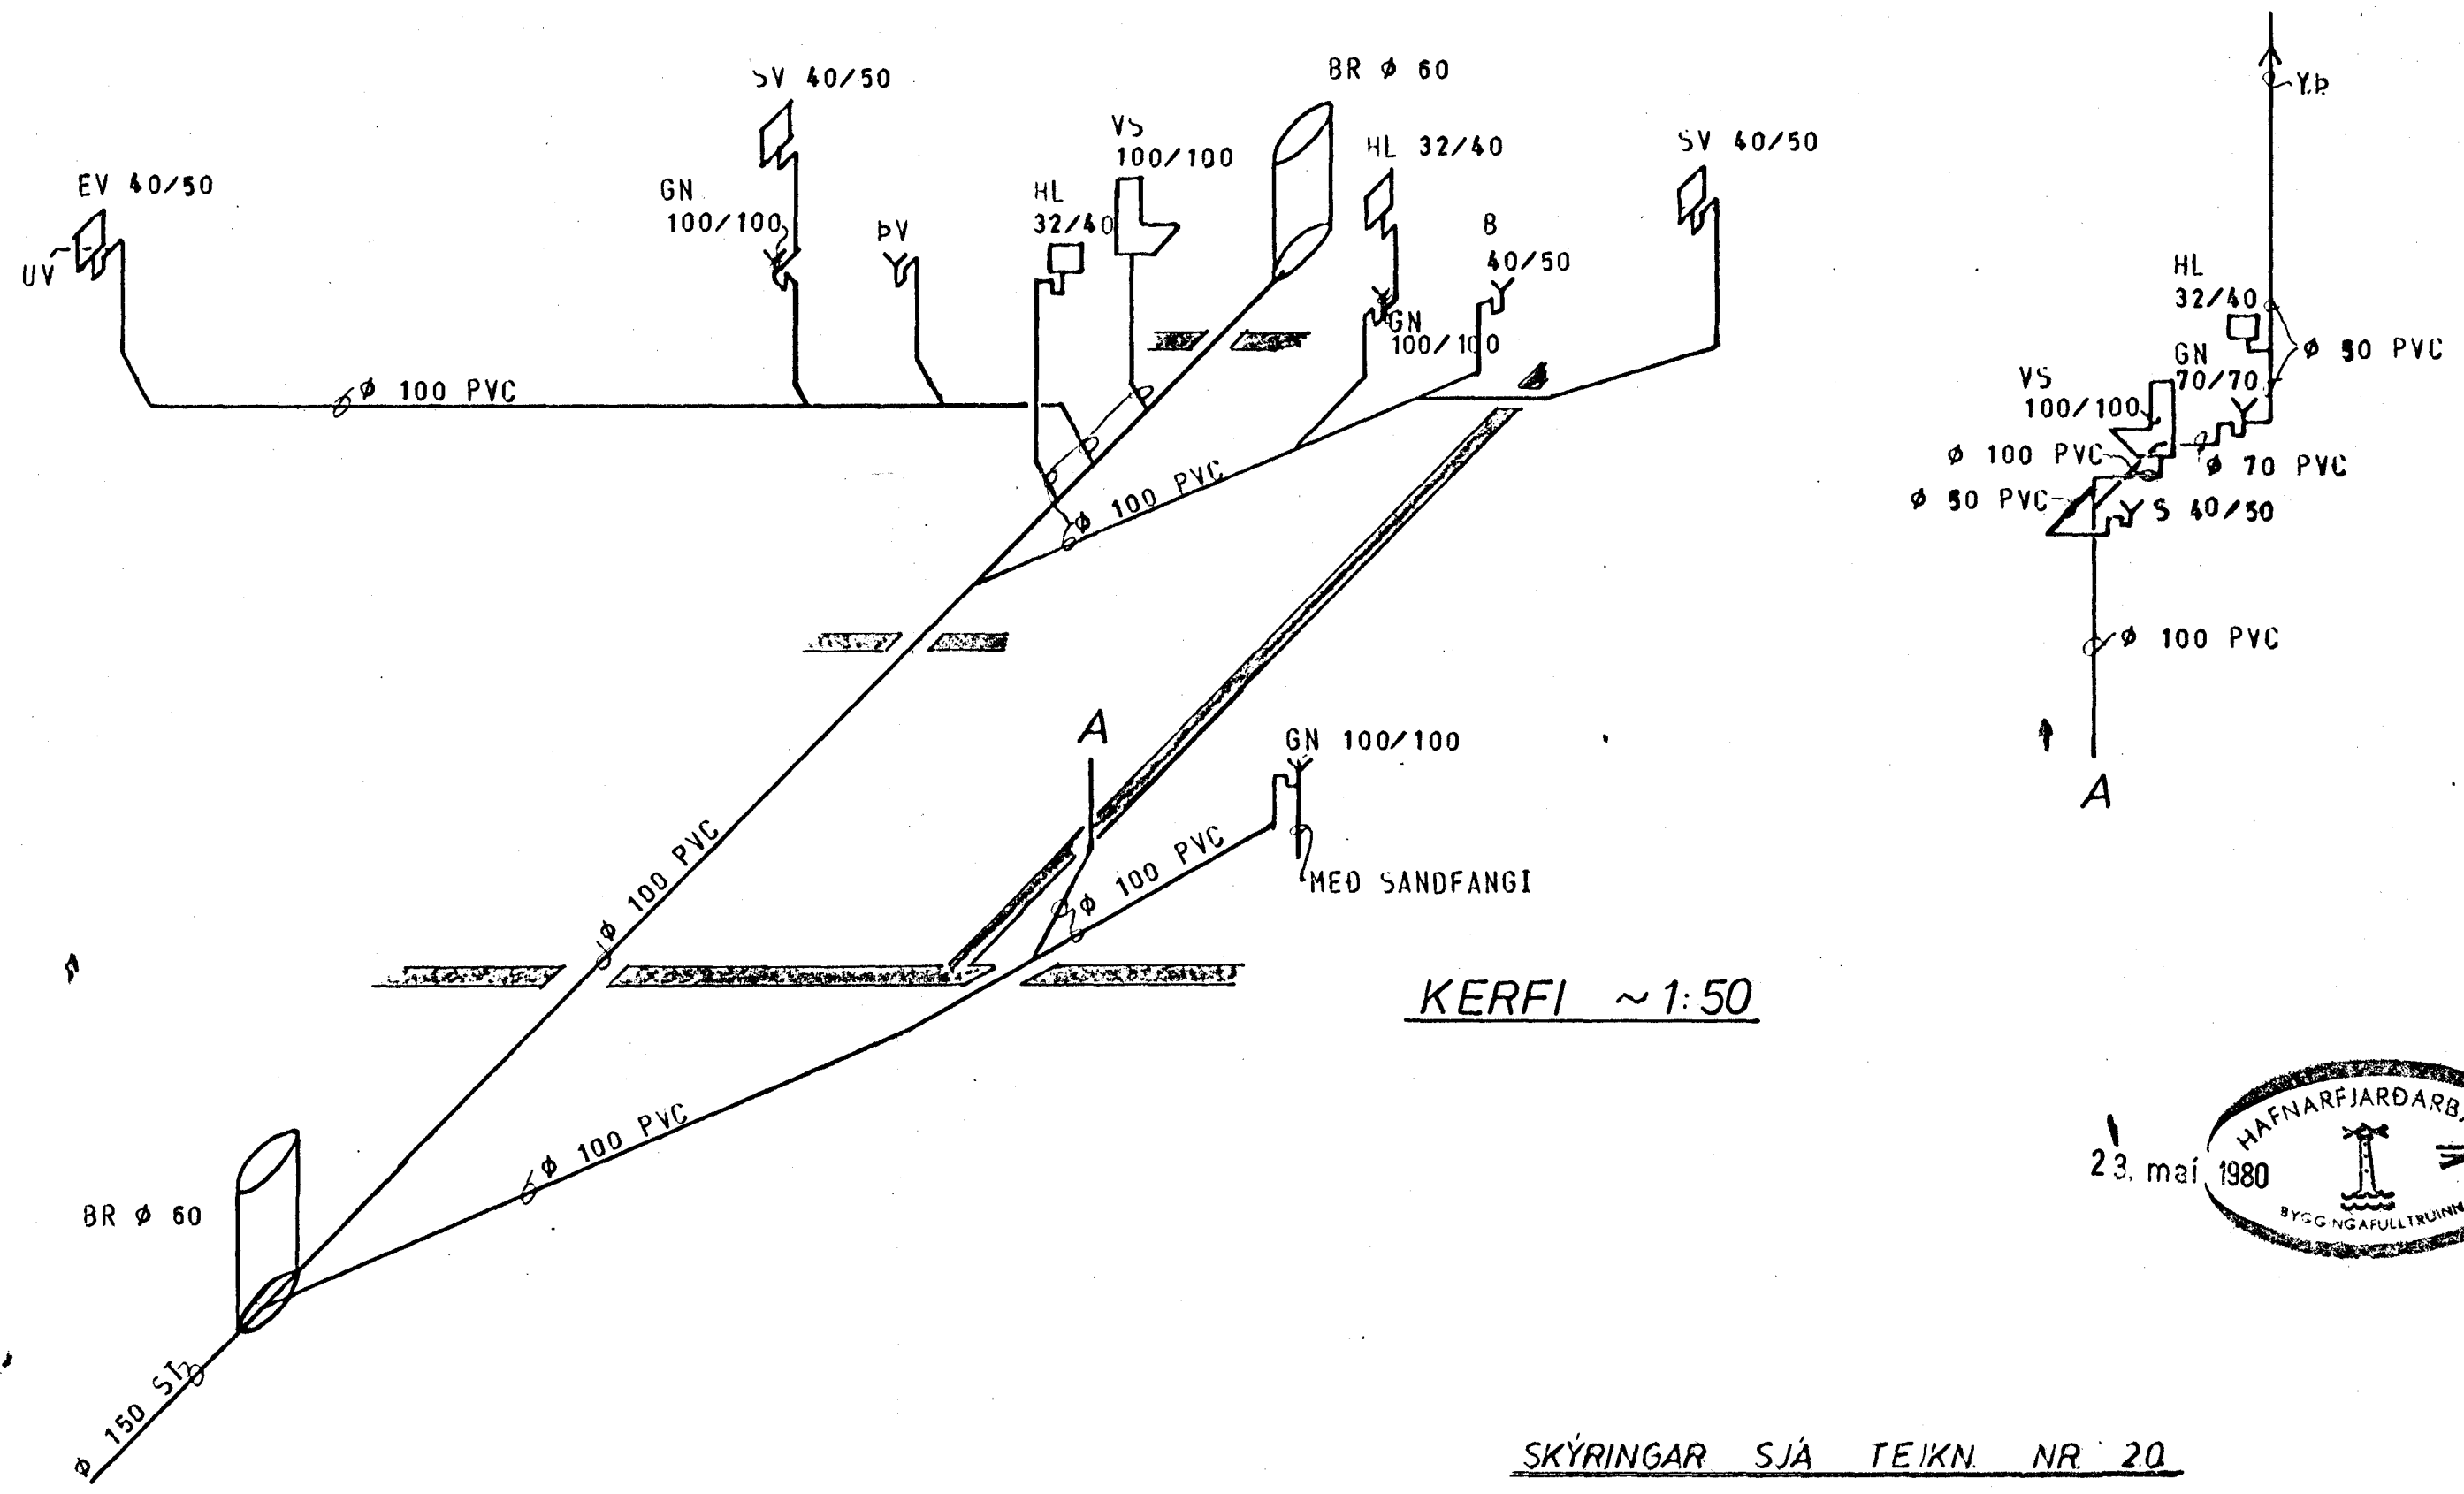 SV 40/50
BR ø 60
Y.Þ
VS
100/100
HL 32/40
SV 40/50
EV 40/50
GN
100/100
HL
32/40
ÞV
B
40/50
UV
HL
32/40
GN
100/100
ø 50 PVC
GN
70/70
VS
100/100
ø 100 PVC
ø 100 PVC
ø 70 PVC
ø 50 PVC
S 40/50
ø 100 PVC
ø 100 PVC
A
GN 100/100
A
ø 100 PVC
ø 100 PVC
MEÐ SANDFANGI
KERFI ~1:50
ø 100 PVC
HAFNARFJARÐARB
23. maí 1980
BYGGINGAFULLTRÚINN
BR ø 60
ø 150 ST
SKÝRINGAR SJÁ TEIKN. NR. 20